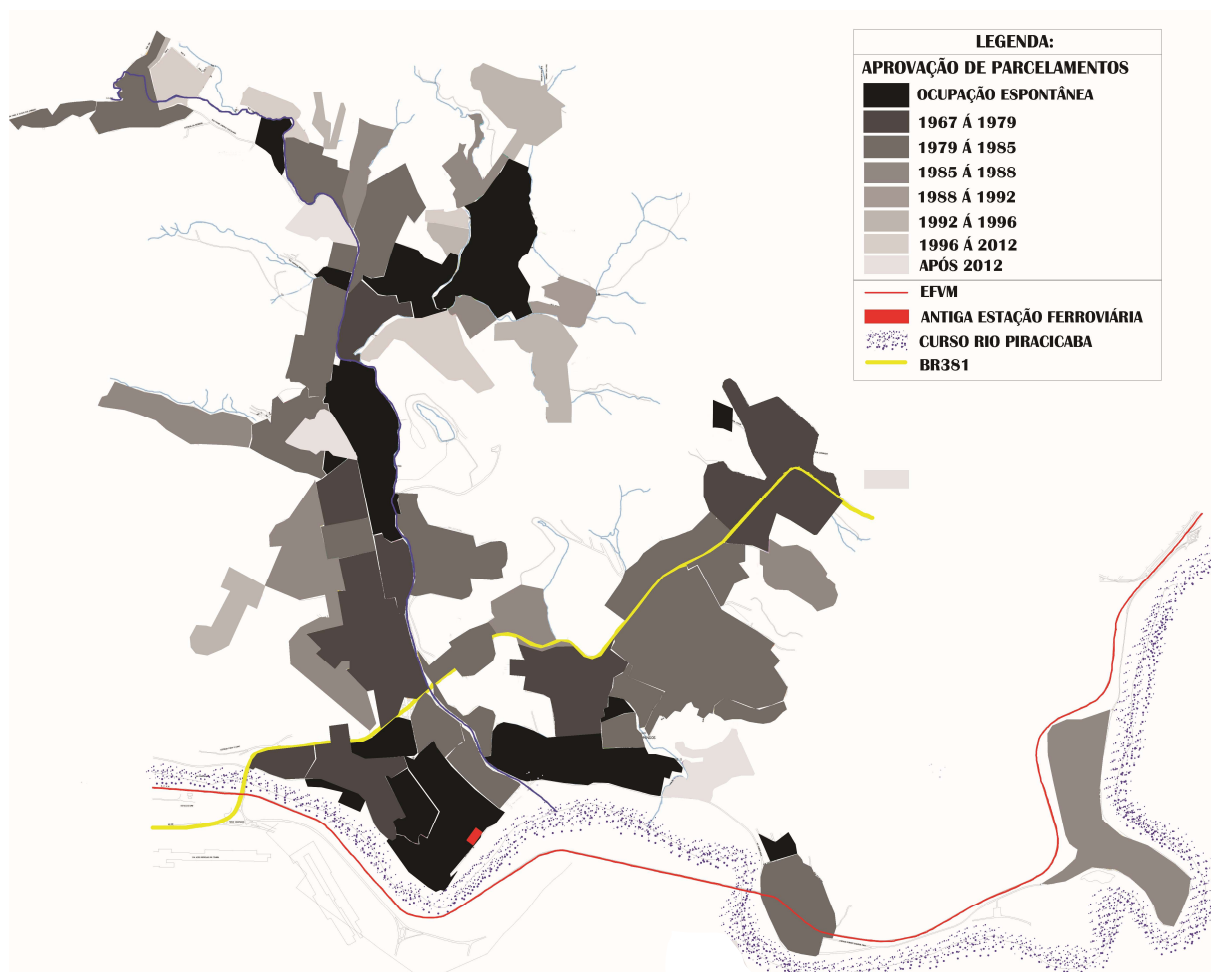 LEGENDA:
APROVAÇÃO DE PARCELAMENTOS
OCUPAÇÃO ESPONTÂNEA
1967 Á 1979
1979 Á 1985
1985 Á 1988
1988 Á 1992
1992 Á 1996
1996 Á 2012
APÓS 2012
EFVM
ANTIGA ESTAÇÃO FERROVIÁRIA
CURSO RIO PIRACICABA
BR381